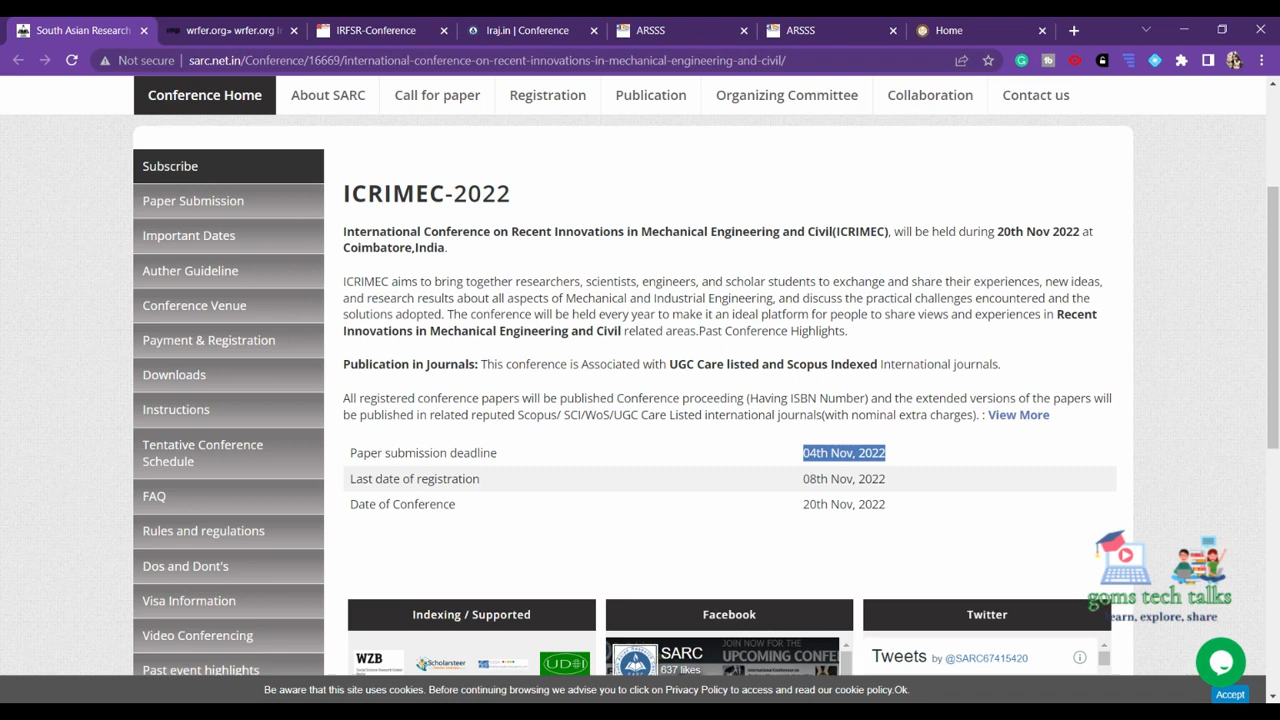 South Asian Research
wrfer.org» wrfer.org I
IRFSR-Conference
Iraj.in | Conference
ARSSS
ARSSS
Home
Not secure
sarc.net.in/Conference/16669/international-conference-on-recent-innovations-in-mechanical-engineering-and-civil/
Conference Home
About SARC
Call for paper
Registration
Publication
Organizing Committee
Collaboration
Contact us
Subscribe
Paper Submission
Important Dates
Auther Guideline
Conference Venue
Payment & Registration
Downloads
Instructions
Tentative Conference
Schedule
FAQ
Rules and regulations
Dos and Dont's
Visa Information
Video Conferencing
Past event highlights
ICRIMEC-2022
International Conference on Recent Innovations in Mechanical Engineering and Civil(ICRIMEC), will be held during 20th Nov 2022 at
Coimbatore,India.
ICRIMEC aims to bring together researchers, scientists, engineers, and scholar students to exchange and share their experiences, new ideas,
and research results about all aspects of Mechanical and Industrial Engineering, and discuss the practical challenges encountered and the
solutions adopted. The conference will be held every year to make it an ideal platform for people to share views and experiences in Recent
Innovations in Mechanical Engineering and Civil related areas.Past Conference Highlights.
Publication in Journals: This conference is Associated with UGC Care listed and Scopus Indexed International journals.
All registered conference papers will be published Conference proceeding (Having ISBN Number) and the extended versions of the papers will
be published in related reputed Scopus/ SCI/WoS/UGC Care Listed international journals(with nominal extra charges). : View More
Paper submission deadline 04th Nov, 2022
Last date of registration 08th Nov, 2022
Date of Conference 20th Nov, 2022
goms tech talks
learn, explore, share
Indexing / Supported
Facebook
Twitter
WZB
Scholarsteer
JOIN NOW FOR THE
UPCOMING CONFE
SARC
637 likes
Tweets by @SARC67415420
Be aware that this site uses cookies. Before continuing browsing we advise you to click on Privacy Policy to access and read our cookie policy.Ok.
Accept